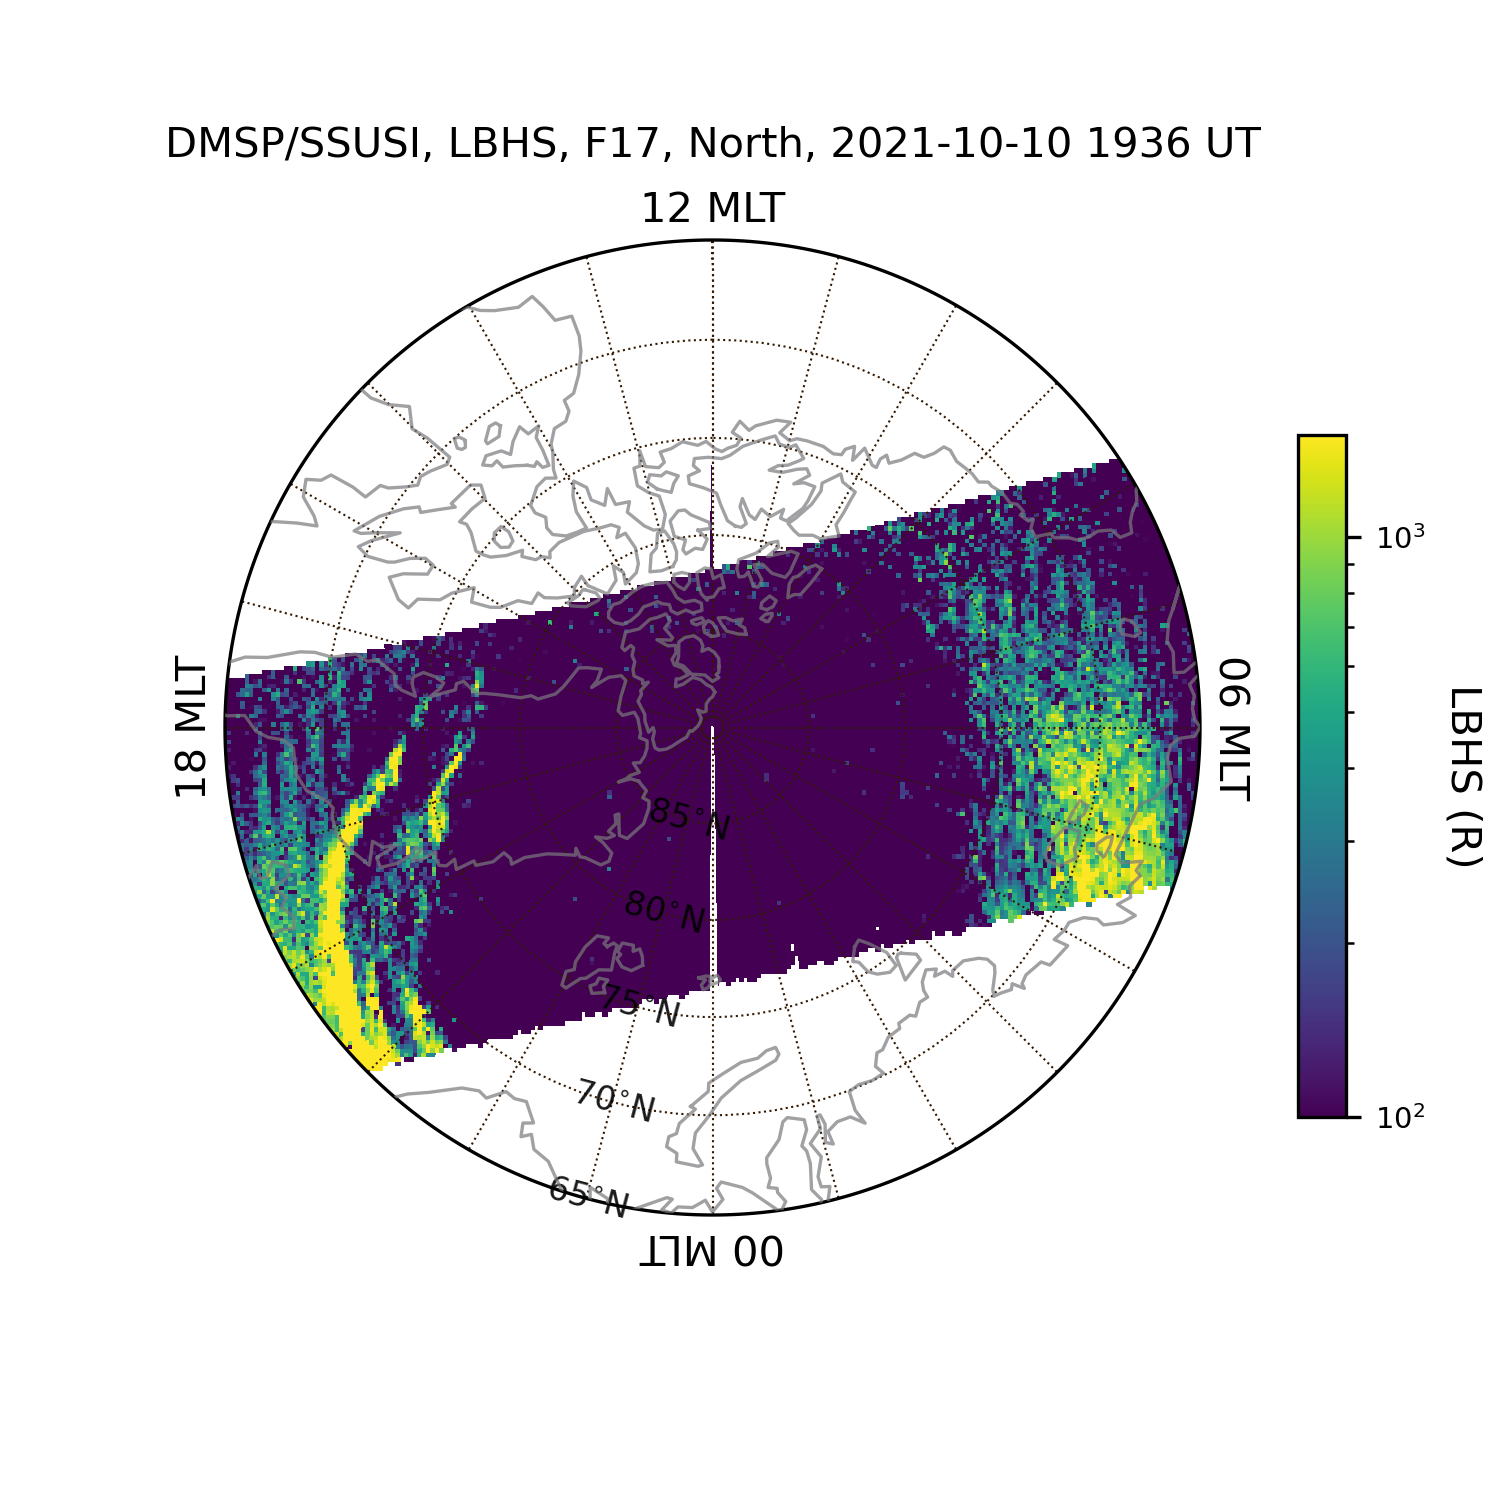 DMSP/SSUSI, LBHS, F17, North, 2021-10-10 1936 UT
12 MLT
18 MLT
06 MLT
00 MLT
85°N
80°N
75°N
70°N
65°N
10³
10²
LBHS (R)